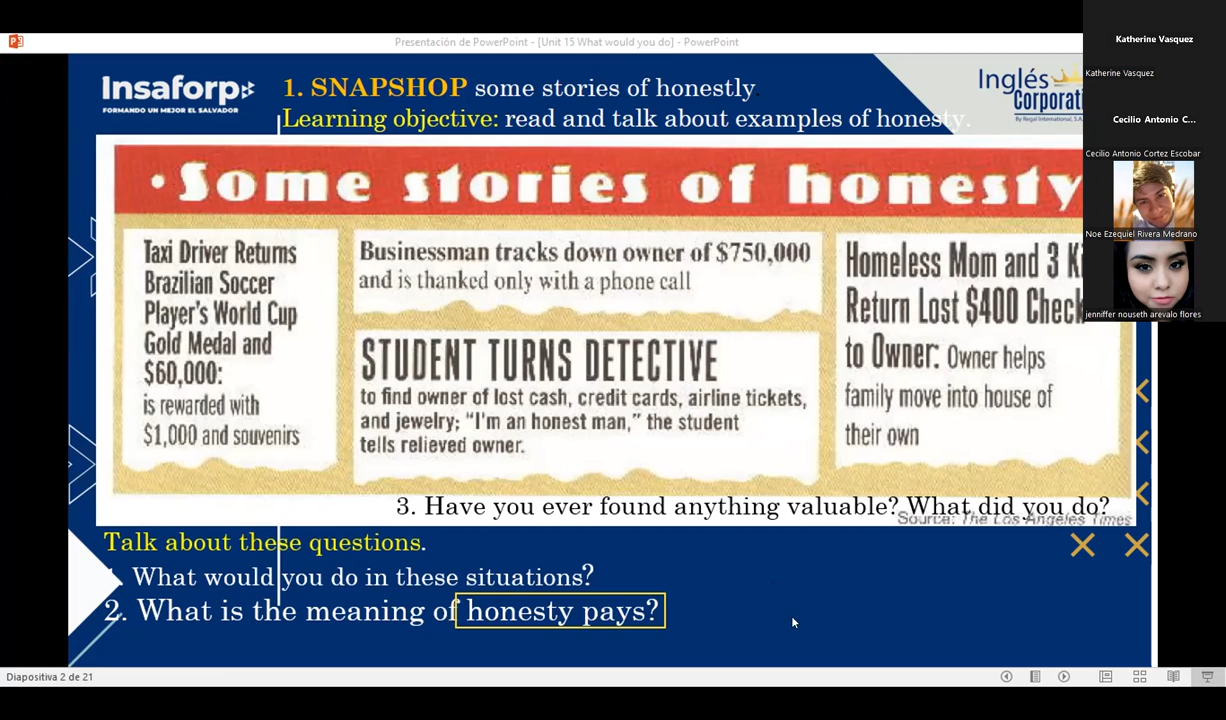 Presentación de PowerPoint - [Unit 15 What would you do] - PowerPoint
Katherine Vasquez
Katherine Vasquez
Cecilio Antonio C...
Cecilio Antonio Cortez Escobar
Noe Ezequiel Rivera Medrano
jenniffer nouseth arevalo flores
Insaforp
FORMANDO UN MEJOR EL SALVADOR
1. SNAPSHOP some stories of honestly.
Learning objective: read and talk about examples of honesty.
Inglés
Corporati
By Regal International, S.A.
• Some stories of honesty
Taxi Driver Returns
Brazilian Soccer
Player's World Cup
Gold Medal and
$60,000:
is rewarded with
$1,000 and souvenirs
Businessman tracks down owner of $750,000
and is thanked only with a phone call
STUDENT TURNS DETECTIVE
to find owner of lost cash, credit cards, airline tickets,
and jewelry; "I'm an honest man," the student
tells relieved owner.
Homeless Mom and 3 Ki
Return Lost $400 Check
to Owner: Owner helps
family move into house of
their own
3. Have you ever found anything valuable? What did you do?
Source: The Los Angeles Times
Talk about these questions.
. What would you do in these situations?
2. What is the meaning of honesty pays?
Diapositiva 2 de 21